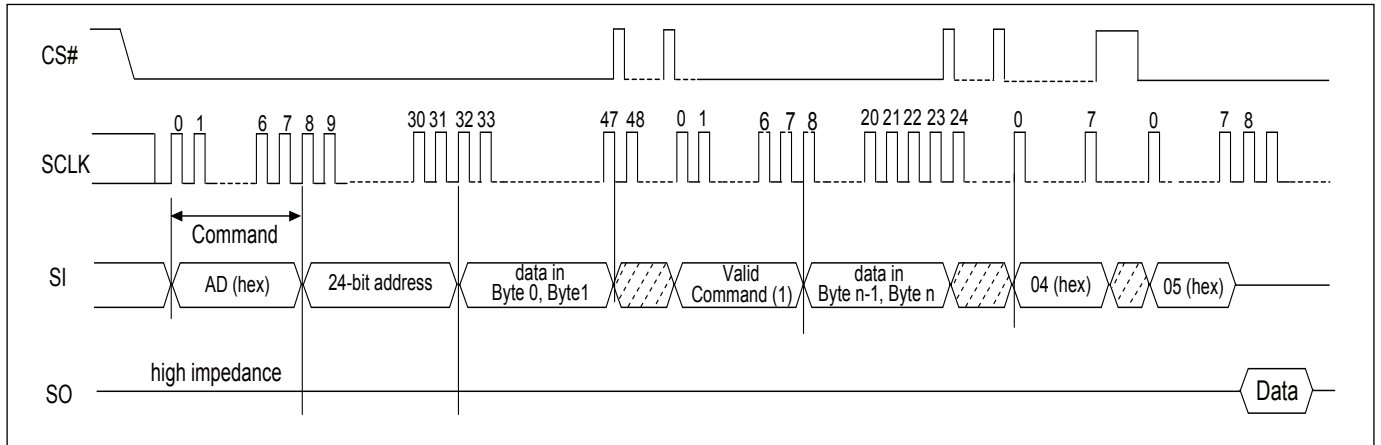 CS#
0 1 6 7 8 9 30 31 32 33 47 48 0 1 6 7 8 20 21 22 23 24 0 7 0 7 8
SCLK
Command
SI
AD (hex)
24-bit address
data in
Byte 0, Byte1
Valid
Command (1)
data in
Byte n-1, Byte n
04 (hex)
05 (hex)
high impedance
SO
Data